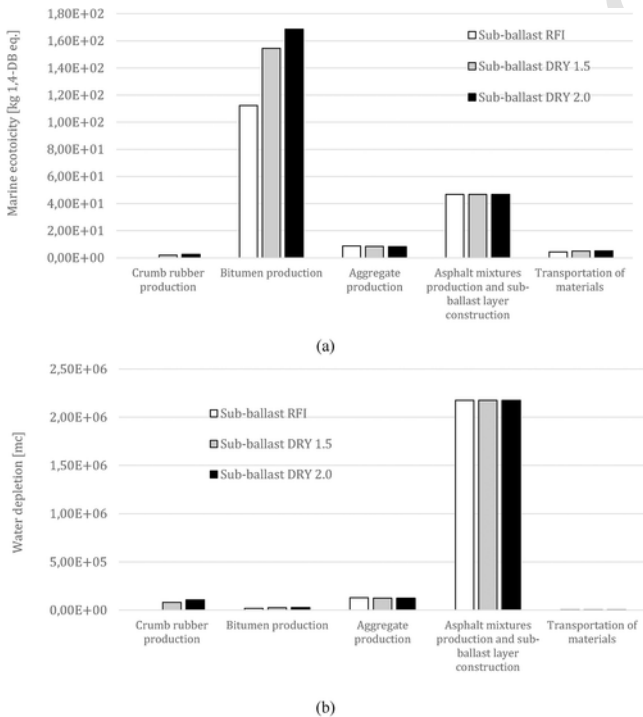 Marine ecotoicity [kg 1,4-DB eq.]
1,80E+02
1,60E+02
1,40E+02
1,20E+02
1,00E+02
8,00E+01
6,00E+01
4,00E+01
2,00E+01
0,00E+00
Sub-ballast RFI
Sub-ballast DRY 1.5
Sub-ballast DRY 2.0
Crumb rubber
production
Bitumen production
Aggregate
production
Asphalt mixtures
production and sub-
ballast layer
construction
Transportation of
materials
(a)
Water depletion [mc]
2,50E+06
2,00E+06
1,50E+06
1,00E+06
5,00E+05
0,00E+00
Sub-ballast RFI
Sub-ballast DRY 1.5
Sub-ballast DRY 2.0
Crumb rubber
production
Bitumen production
Aggregate
production
Asphalt mixtures
production and sub-
ballast layer
construction
Transportation of
materials
(b)